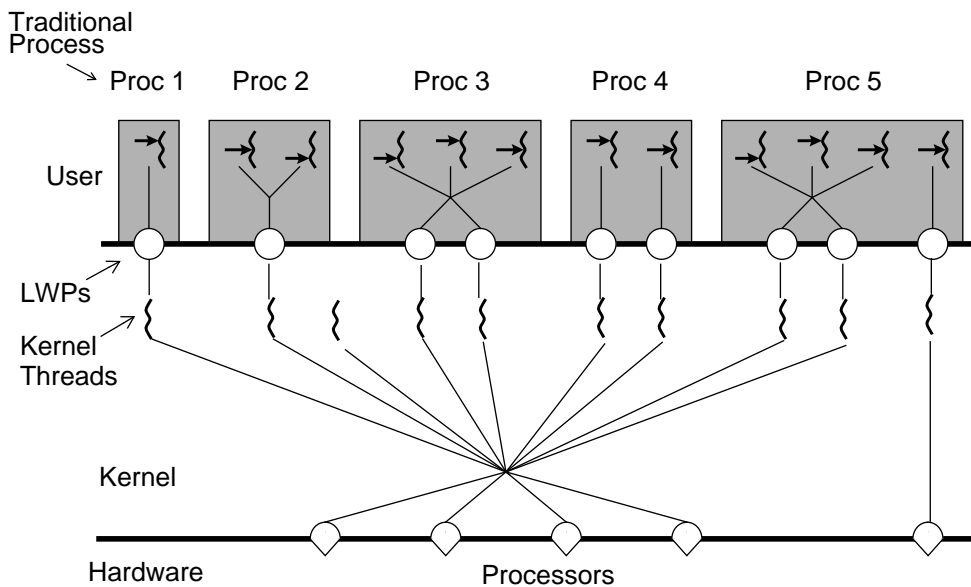 Traditional
Process
Proc 1
Proc 2
Proc 3
Proc 4
Proc 5
User
LWPs
Kernel
Threads
Kernel
Hardware
Processors